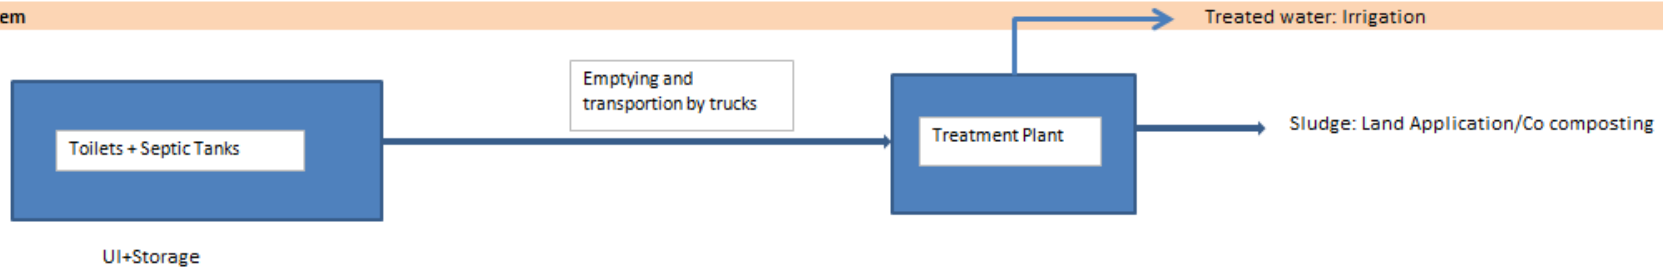 em
Treated water: Irrigation
Emptying and
transportion by trucks
Toilets + Septic Tanks
Treatment Plant
Sludge: Land Application/Co composting
UI+Storage